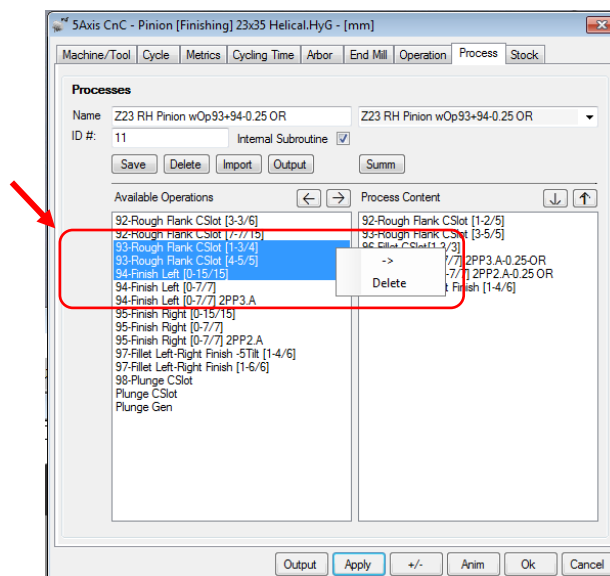 5Axis CnC - Pinion [Finishing] 23x35 Helical.HyG - [mm]
Machine/Tool Cycle Metrics Cycling Time Arbor End Mill Operation Process Stock
Processes
Name Z23 RH Pinion wOp93+94-0.25 OR Z23 RH Pinion wOp93+94-0.25 OR
ID #: 11 Internal Subroutine
Save Delete Import Output Summ
Available Operations Process Content
92-Rough Flank CSlot [3-3/6]
92-Rough Flank CSlot [7-7/15]
93-Rough Flank CSlot [1-3/4]
93-Rough Flank CSlot [4-5/5]
94-Finish Left [0-15/15]
94-Finish Left [0-7/7]
94-Finish Left [0-7/7] 2PP3.A
95-Finish Right [0-15/15]
95-Finish Right [0-7/7]
95-Finish Right [0-7/7] 2PP2.A
97-Fillet Left-Right Finish -5Tilt [1-4/6]
97-Fillet Left-Right Finish [1-6/6]
98-Plunge CSlot
Plunge CSlot
Plunge Gen
92-Rough Flank CSlot [1-2/5]
93-Rough Flank CSlot [3-5/5]
7/7] 2PP3.A-0.25-OR
-7/7] 2PP2.A-0.25 OR
Finish [1-4/6]
->
Delete
Output Apply +/- Anim Ok Cancel